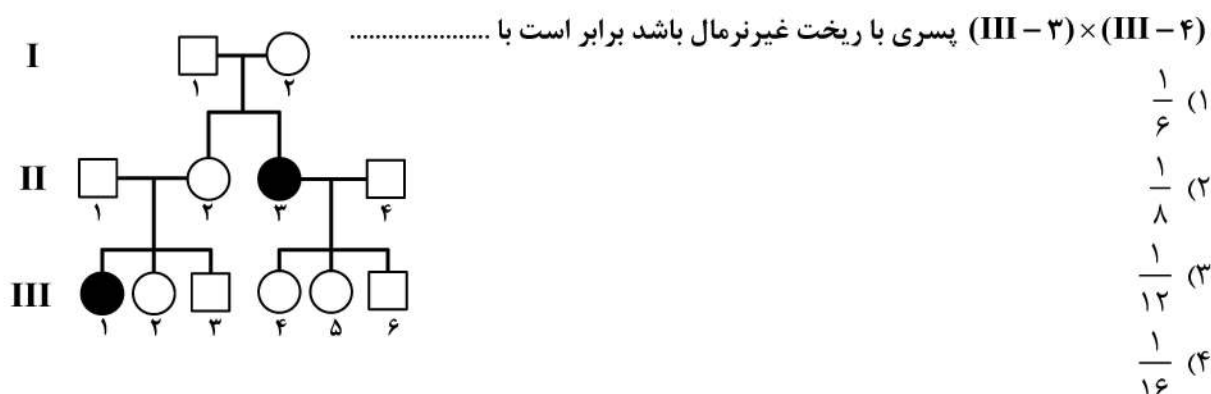 (III – ۳) × (III – ۴) پسری با ریخت غیرنرمال باشد برابر است با ......................
۱) ۱/۶
۲) ۱/۸
۳) ۱/۱۲
۴) ۱/۱۶
I
۱ ۲
II
۱ ۲ ۳ ۴
III
۱ ۲ ۳ ۴ ۵ ۶